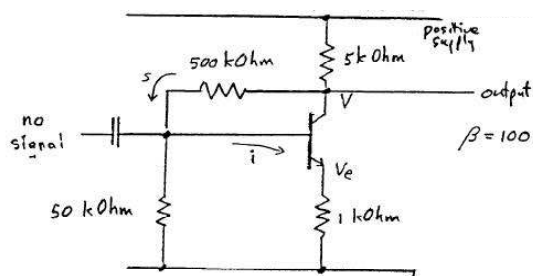 positive
supply
500 kOhm
5k Ohm
s
V
output
no
signal
β = 100
i
Ve
50 kOhm
1 kOhm